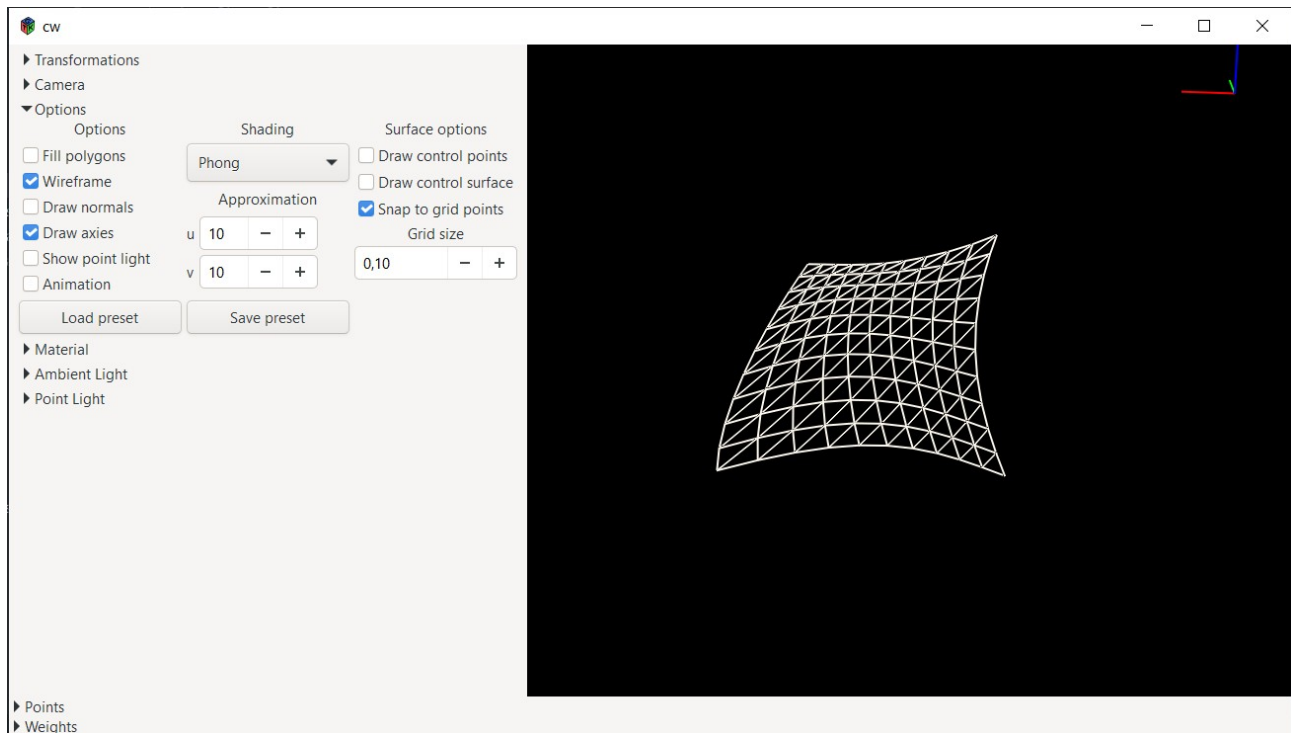 cw
Transformations
Camera
Options
Options
Shading
Surface options
Fill polygons
Phong
Draw control points
Wireframe
Draw control surface
Draw normals
Approximation
Snap to grid points
Draw axies
u 10 − +
Grid size
Show point light
0,10 − +
v 10 − +
Animation
Load preset
Save preset
Material
Ambient Light
Point Light
Points
Weights